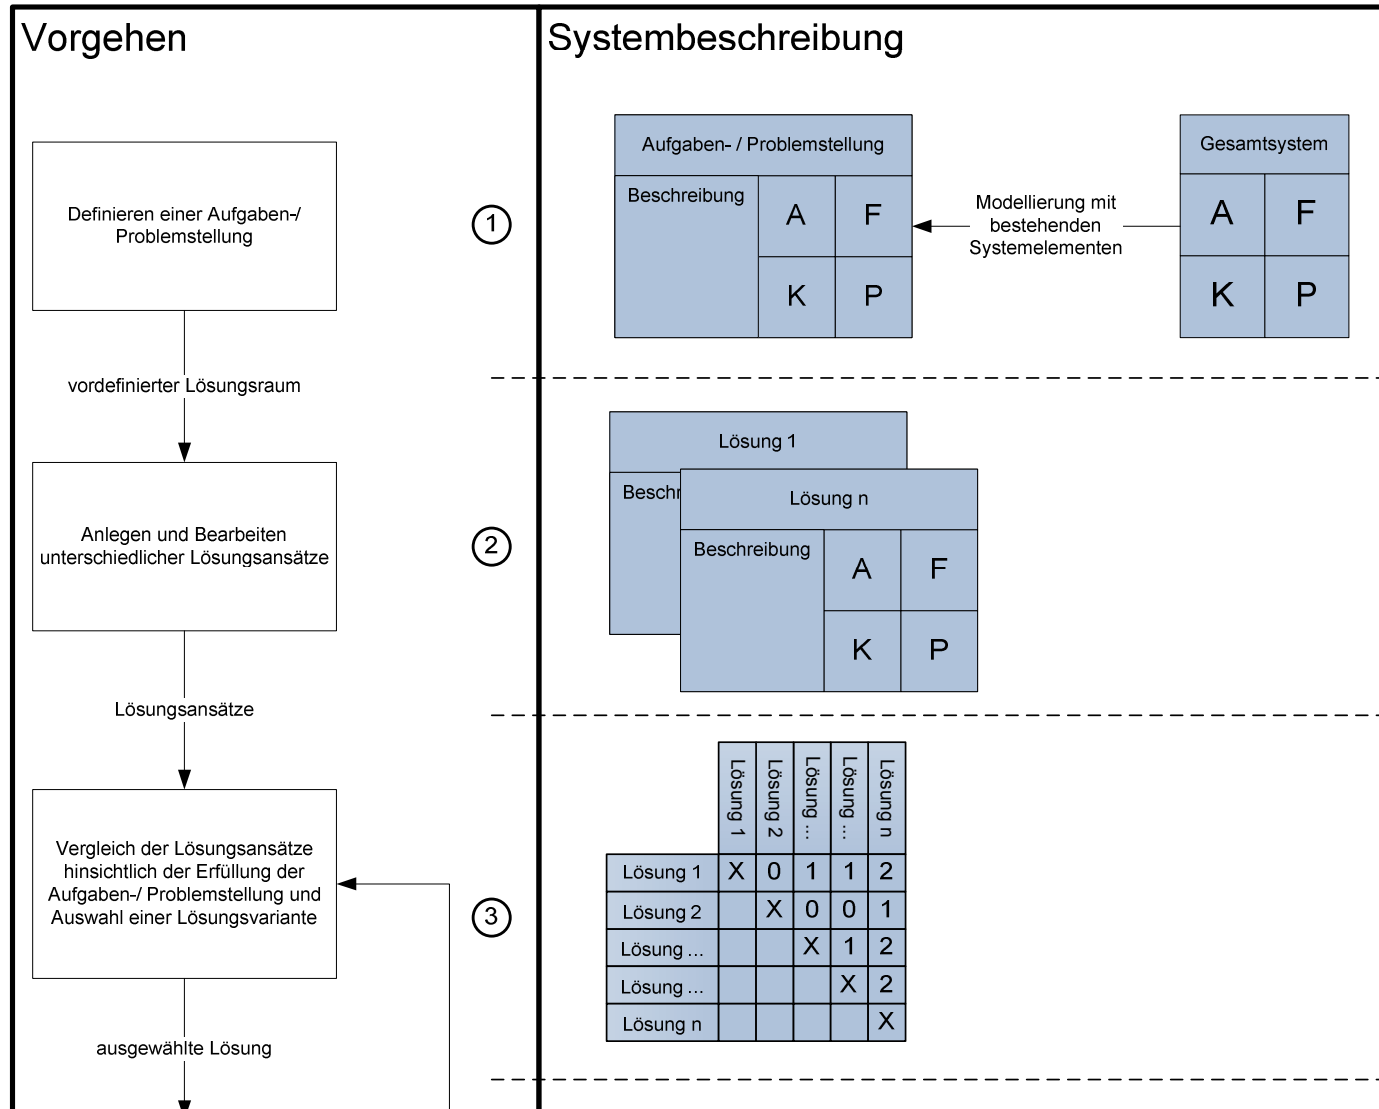 Vorgehen
Systembeschreibung
Definieren einer Aufgaben-/
Problemstellung
1
Aufgaben- / Problemstellung
Beschreibung
A F
K P
Modellierung mit
bestehenden
Systemelementen
Gesamtsystem
A F
K P
vordefinierter Lösungsraum
Anlegen und Bearbeiten
unterschiedlicher Lösungsansätze
2
Lösung 1
Beschr
Lösung n
Beschreibung
A F
K P
Lösungsansätze
Vergleich der Lösungsansätze
hinsichtlich der Erfüllung der
Aufgaben-/ Problemstellung und
Auswahl einer Lösungsvariante
3
Lösung 1
Lösung 2
Lösung ...
Lösung ...
Lösung n
Lösung 1 X 0 1 1 2
Lösung 2 X 0 0 1
Lösung ... X 1 2
Lösung ... X 2
Lösung n X
ausgewählte Lösung